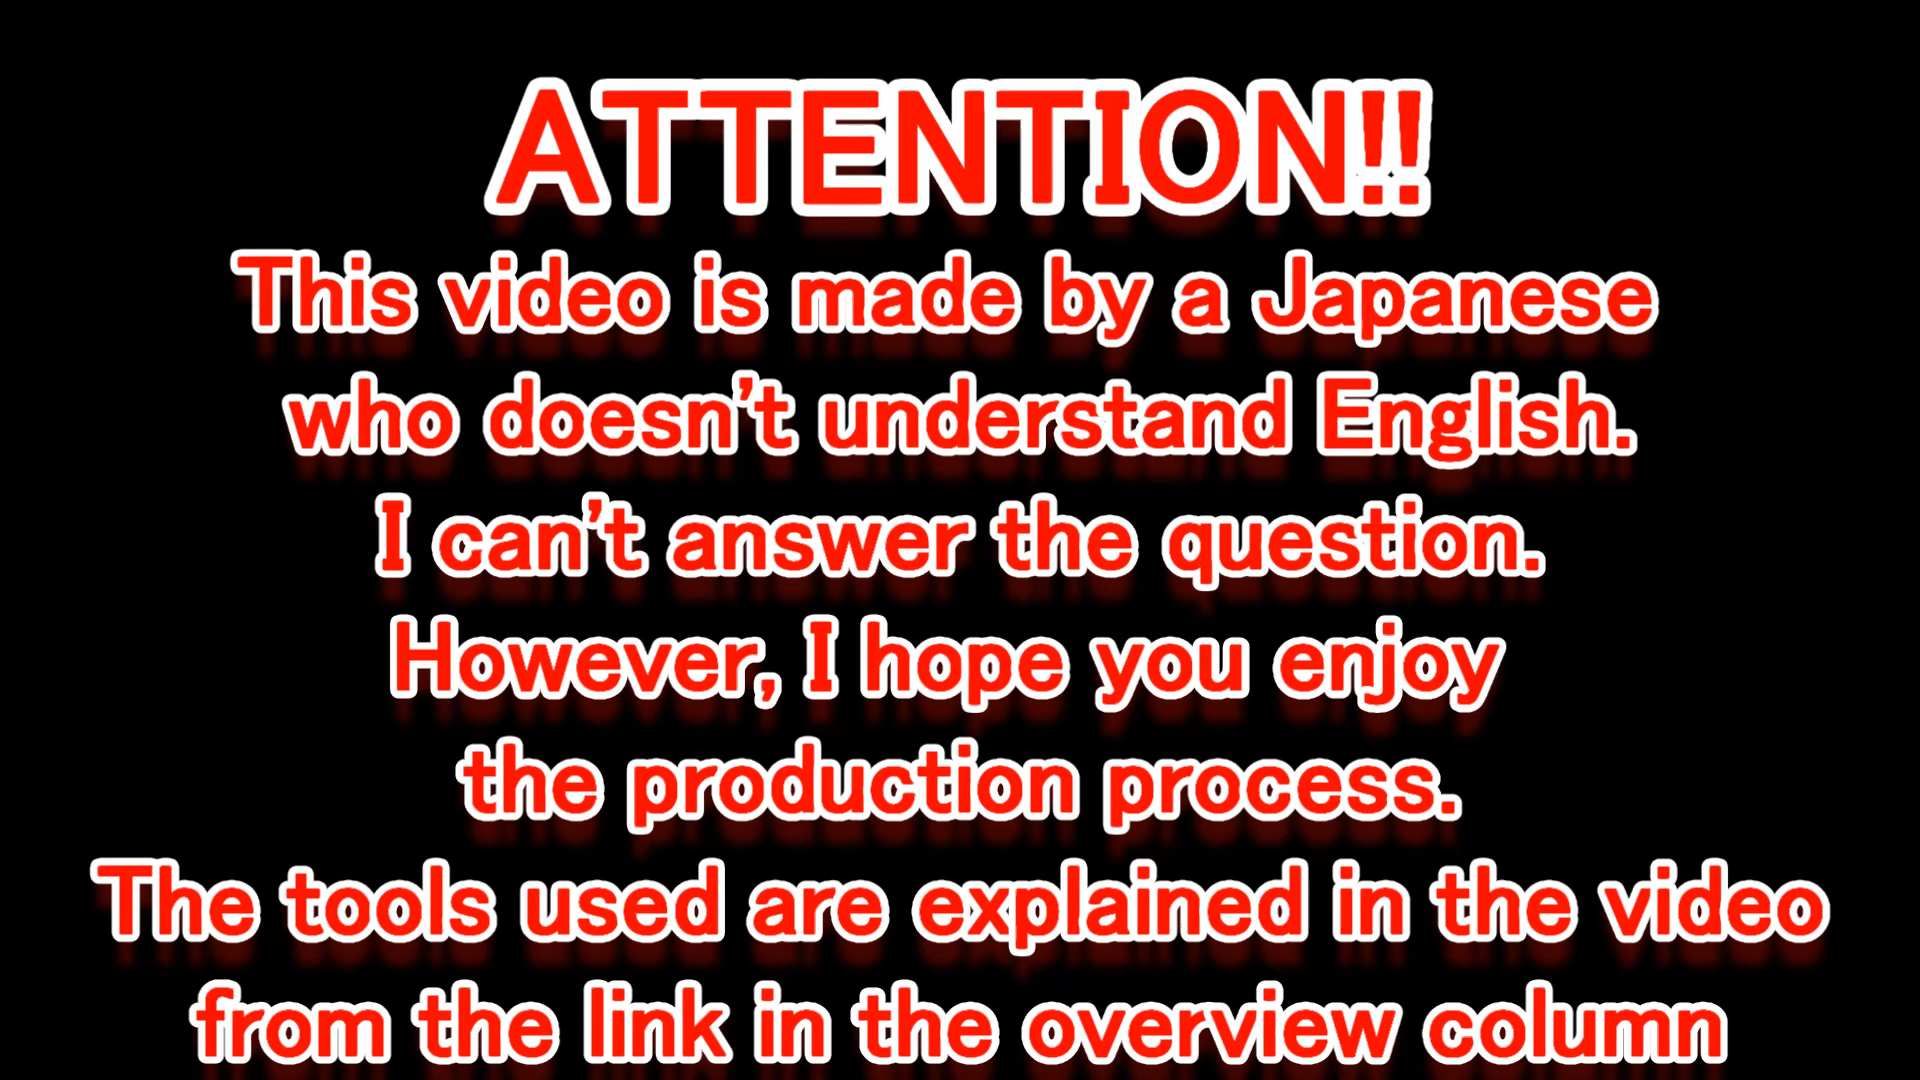 ATTENTION!!
This video is made by a Japanese
who doesn't understand English.
I can't answer the question.
However, I hope you enjoy
the production process.
The tools used are explained in the video
from the link in the overview column